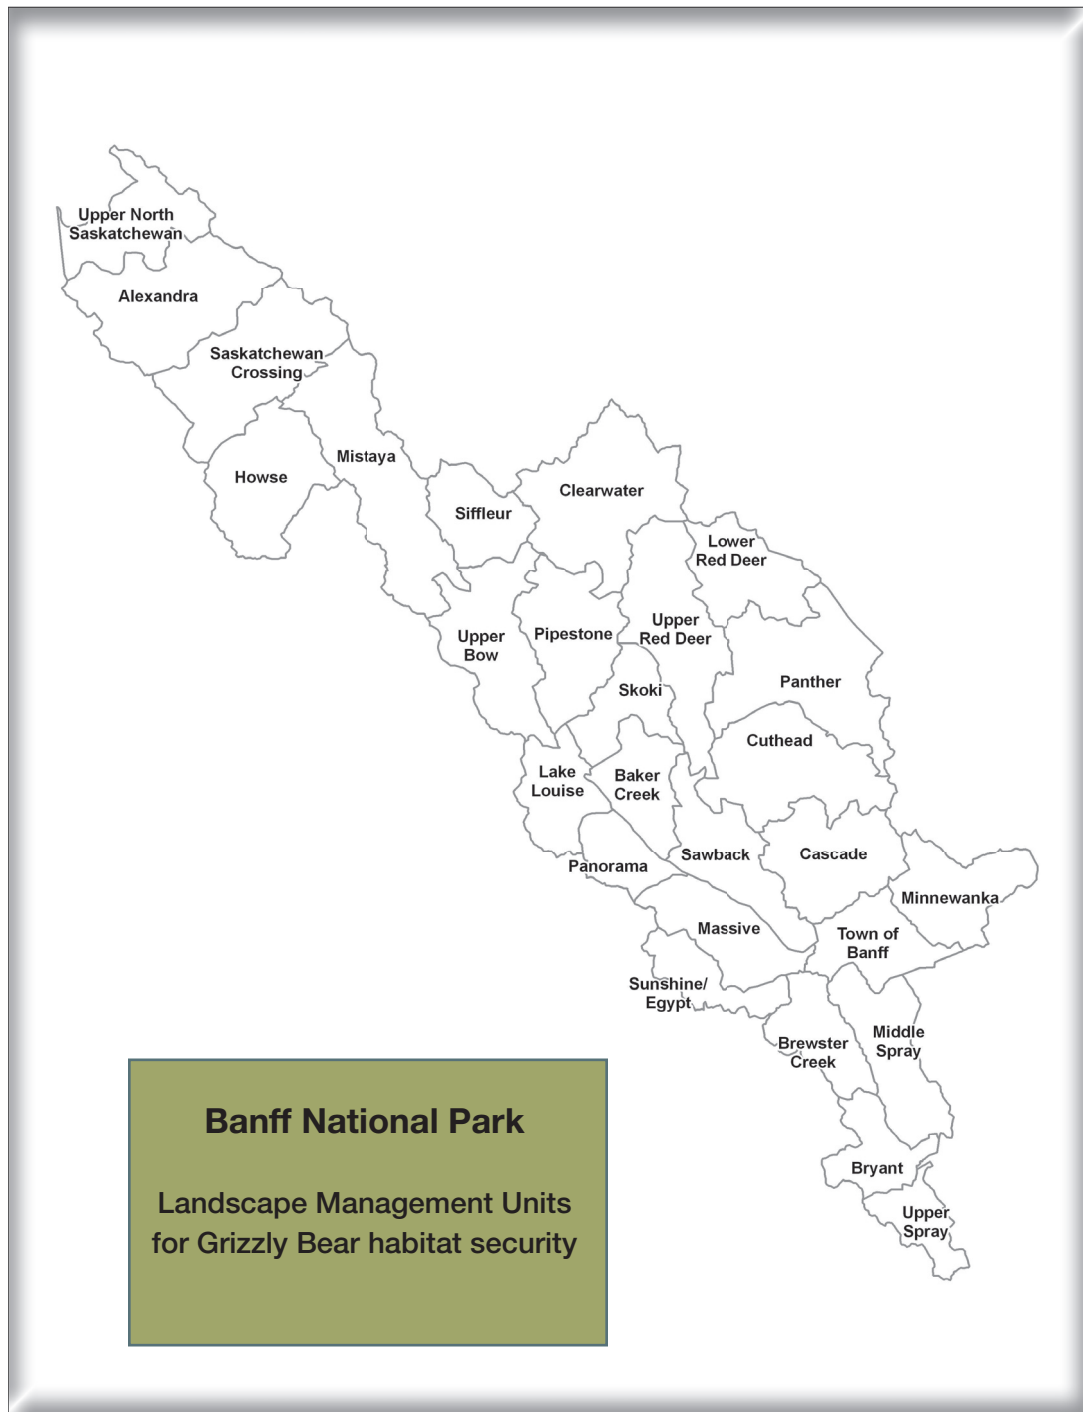 Upper North
Saskatchewan
Alexandra
Saskatchewan
Crossing
Mistaya
Howse
Clearwater
Siffleur
Lower
Red Deer
Upper
Red Deer
Pipestone
Upper
Bow
Skoki
Panther
Cuthead
Lake
Louise
Baker
Creek
Sawback
Cascade
Panorama
Minnewanka
Massive
Town of
Banff
Sunshine/
Egypt
Middle
Spray
Brewster
Creek
Bryant
Upper
Spray
Banff National Park
Landscape Management Units
for Grizzly Bear habitat security